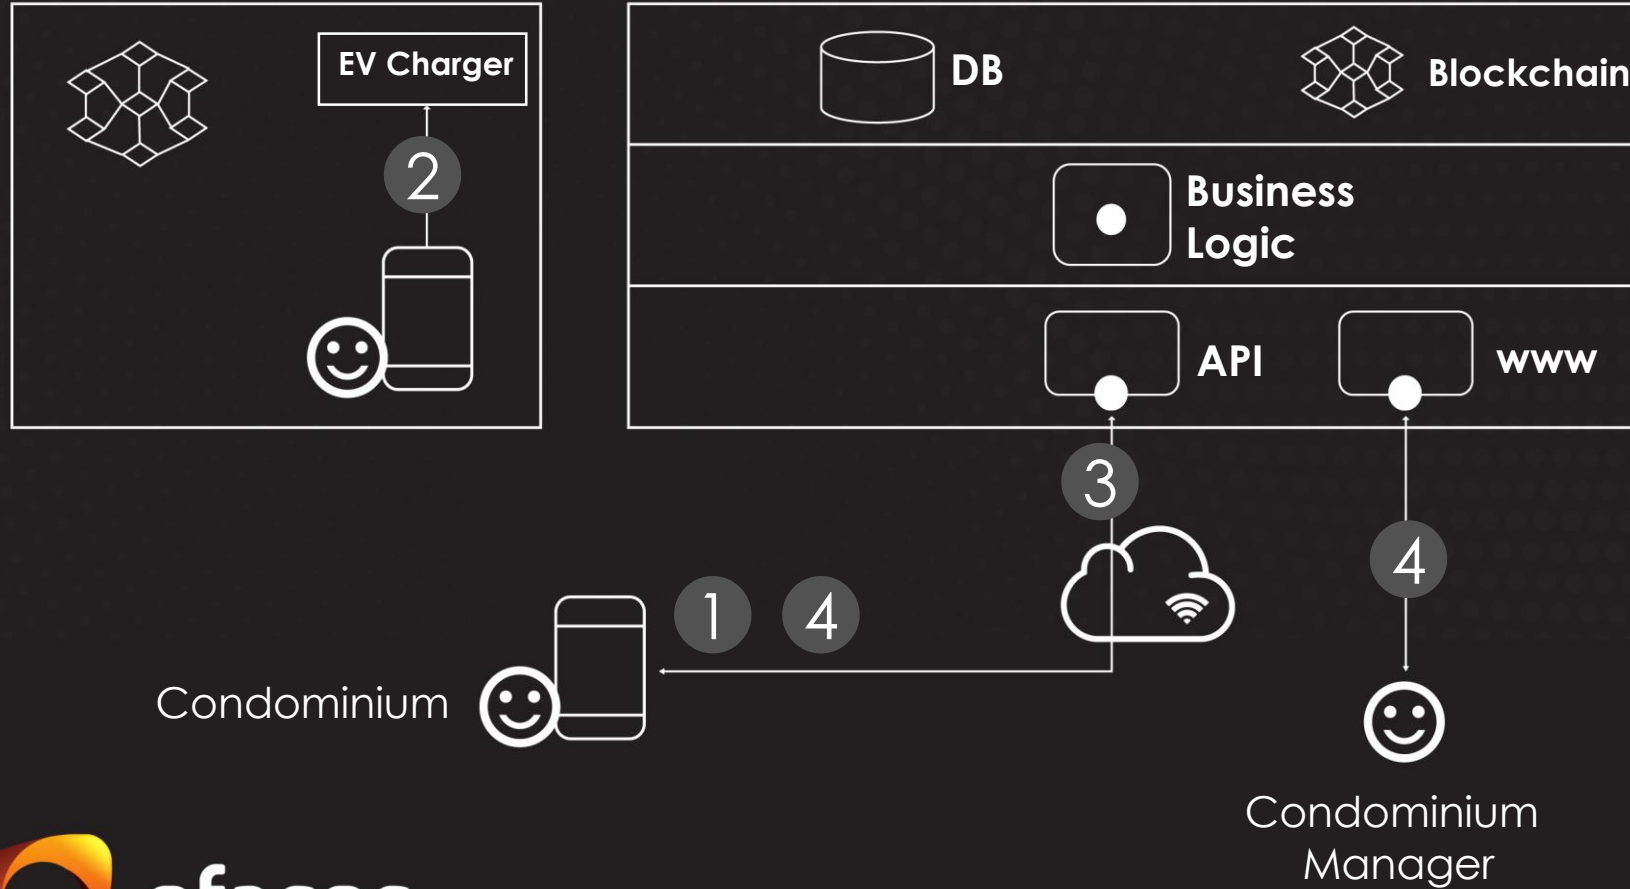 EV Charger
2
DB
Blockchain
Business
Logic
API
www
3
4
1
4
Condominium
Condominium
Manager